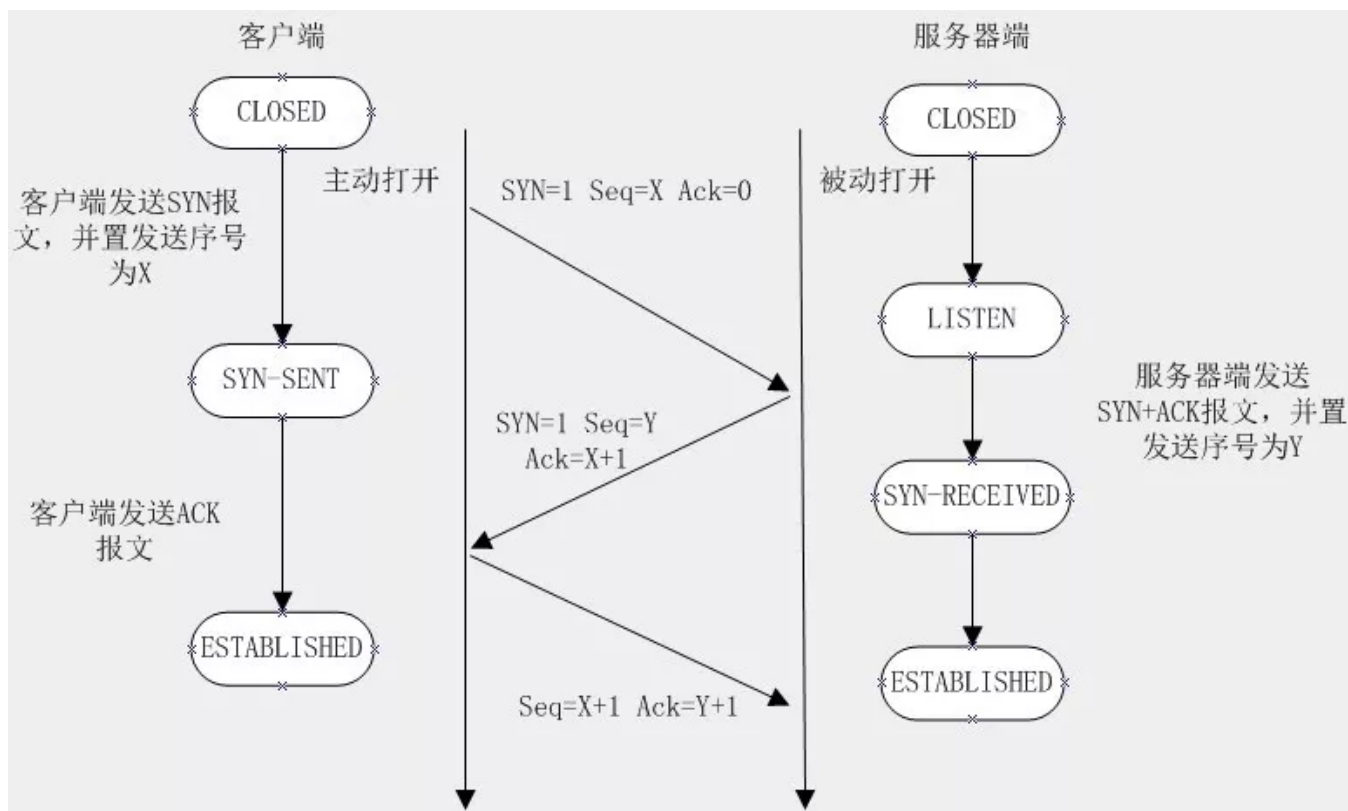 客户端
服务器端
CLOSED
CLOSED
主动打开
被动打开
SYN=1 Seq=X Ack=0
客户端发送SYN报
文，并置发送序号
为X
LISTEN
SYN-SENT
服务器端发送
SYN+ACK报文，并置
发送序号为Y
SYN=1 Seq=Y
Ack=X+1
SYN-RECEIVED
客户端发送ACK
报文
ESTABLISHED
ESTABLISHED
Seq=X+1 Ack=Y+1